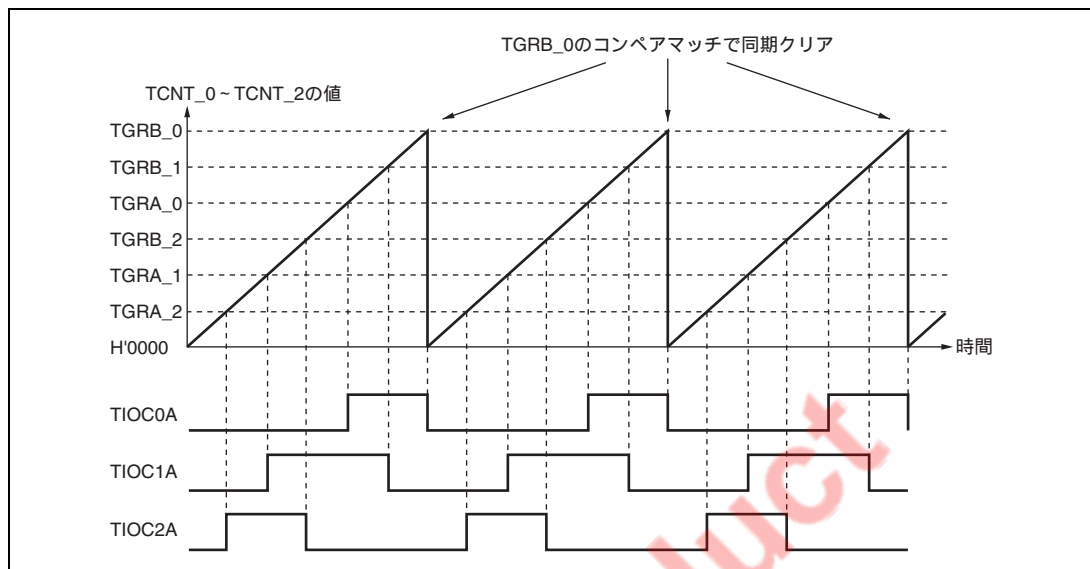 TGRB_0のコンペアマッチで同期クリア
TCNT_0~TCNT_2の値
TGRB_0
TGRB_1
TGRA_0
TGRB_2
TGRA_1
TGRA_2
H'0000
時間
TIOC0A
TIOC1A
TIOC2A
duct